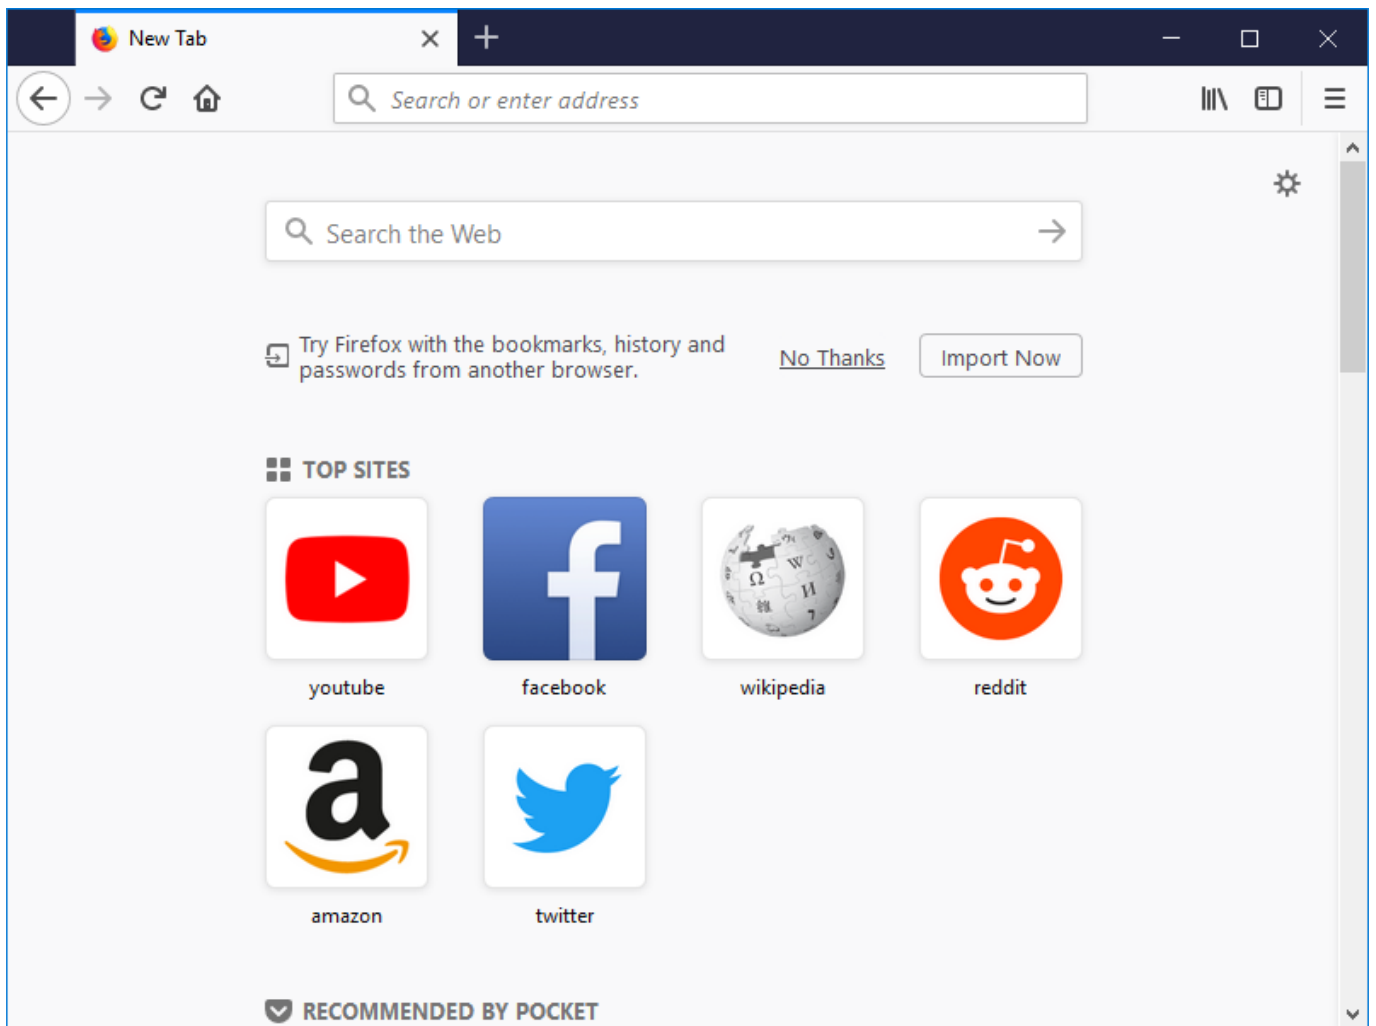 New Tab
Search or enter address
Search the Web
Try Firefox with the bookmarks, history and
passwords from another browser.
No Thanks
Import Now
TOP SITES
youtube
facebook
wikipedia
reddit
amazon
twitter
RECOMMENDED BY POCKET